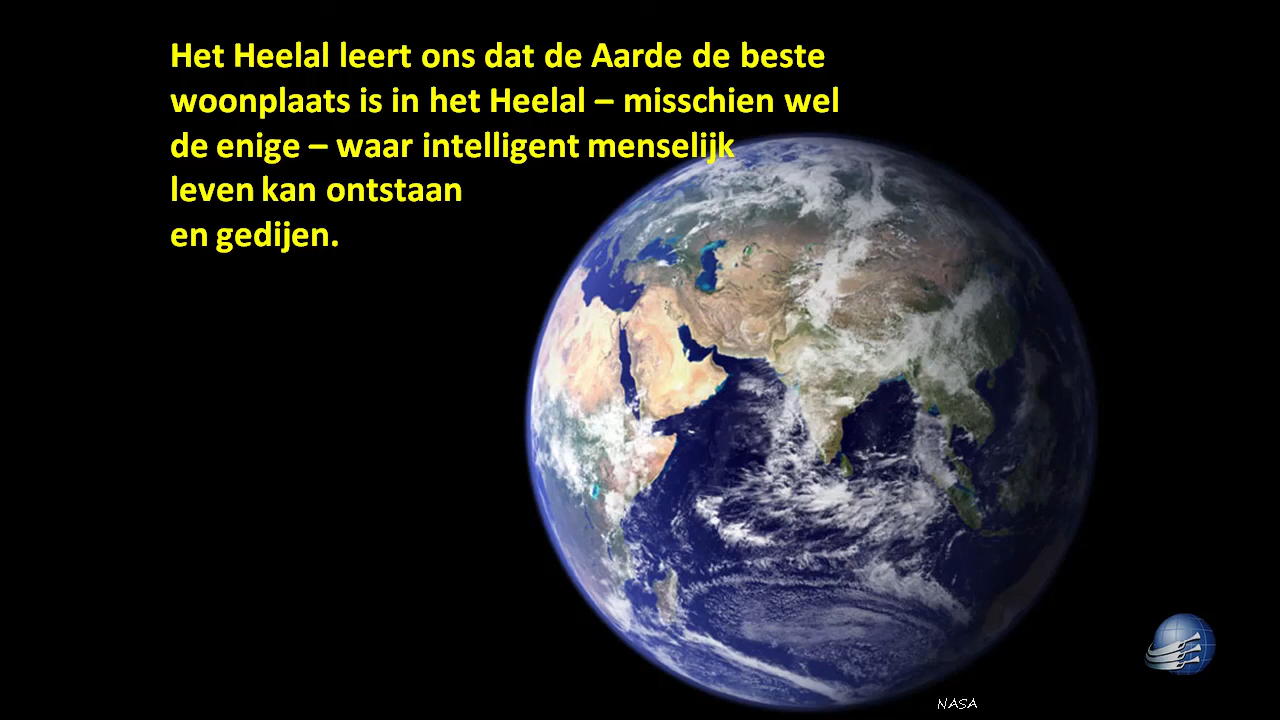 Het Heelal leert ons dat de Aarde de beste
woonplaats is in het Heelal – misschien wel
de enige – waar intelligent menselijk
leven kan ontstaan
en gedijen.
NASA